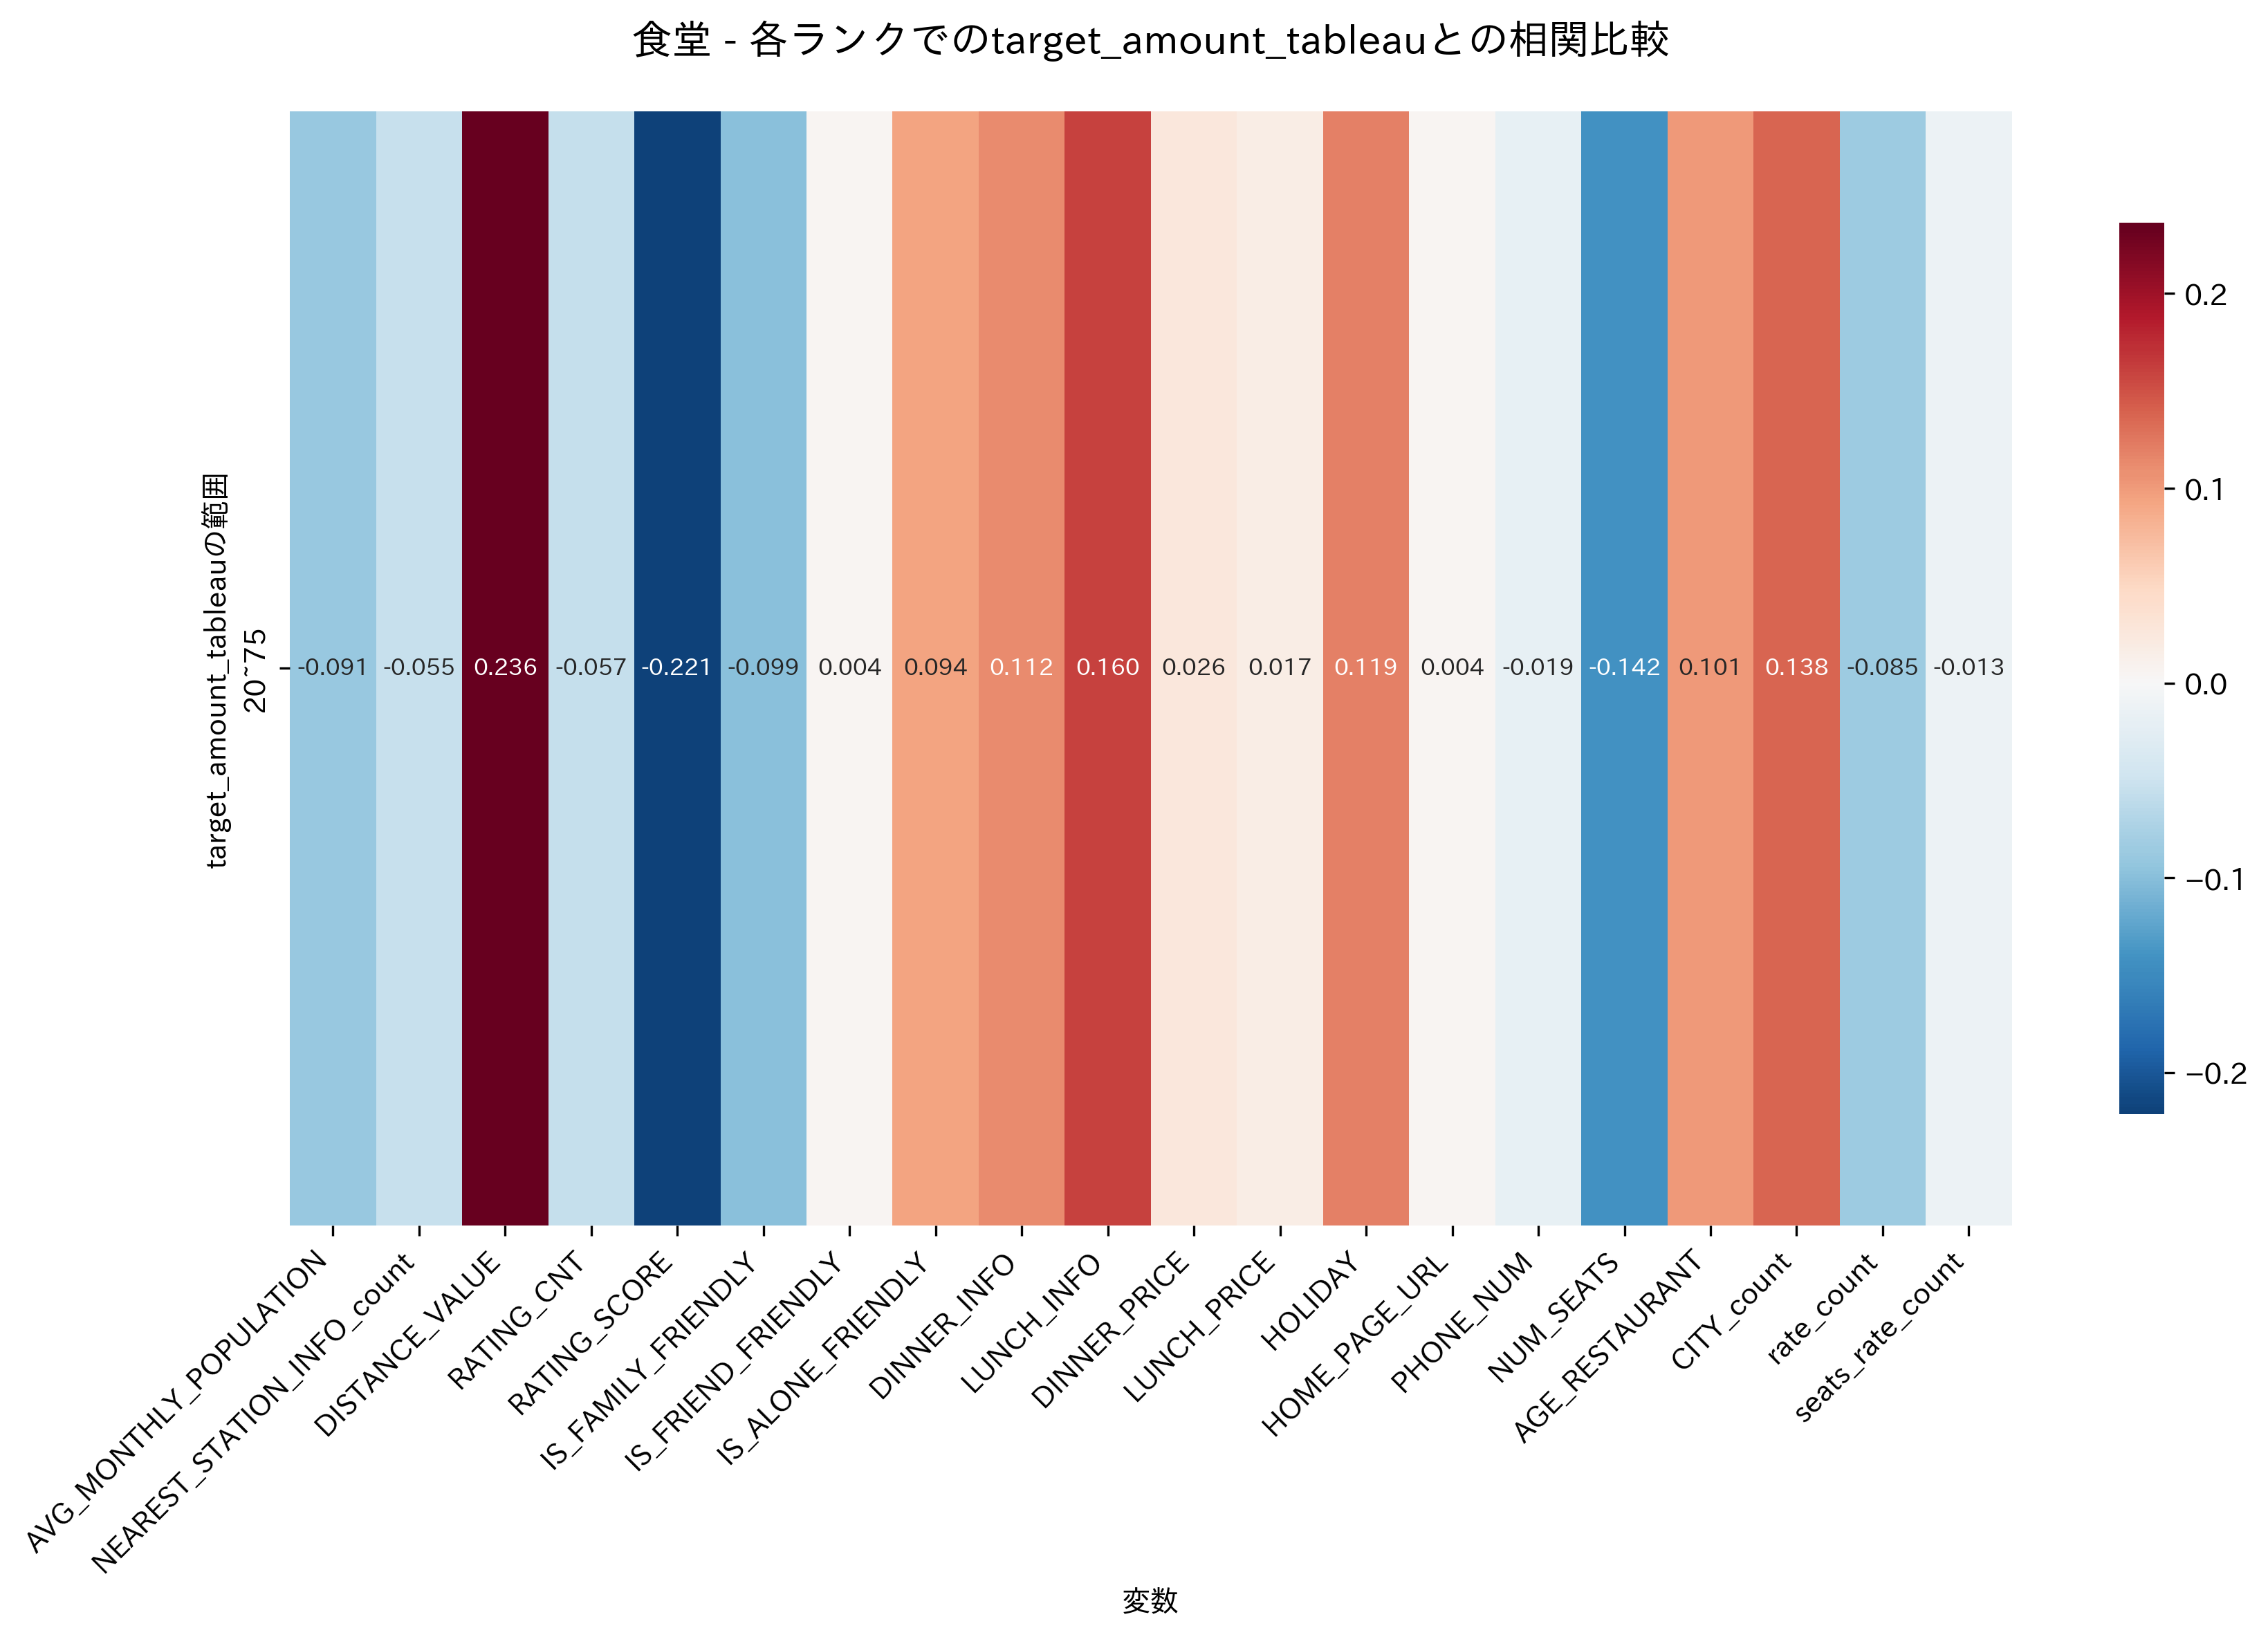 食堂 - 各ランクでのtarget_amount_tableauとの相関比較
target_amount_tableauの範囲
20~75
-0.091 -0.055 0.236 -0.057 -0.221 -0.099 0.004 0.094 0.112 0.160 0.026 0.017 0.119 0.004 -0.019 -0.142 0.101 0.138 -0.085 -0.013
AVG_MONTHLY_POPULATION
NEAREST_STATION_INFO_count
DISTANCE_VALUE
RATING_CNT
RATING_SCORE
IS_FAMILY_FRIENDLY
IS_FRIEND_FRIENDLY
IS_ALONE_FRIENDLY
DINNER_INFO
LUNCH_INFO
DINNER_PRICE
LUNCH_PRICE
HOLIDAY
HOME_PAGE_URL
PHONE_NUM
NUM_SEATS
AGE_RESTAURANT
CITY_count
rate_count
seats_rate_count
変数
0.2
0.1
0.0
−0.1
−0.2